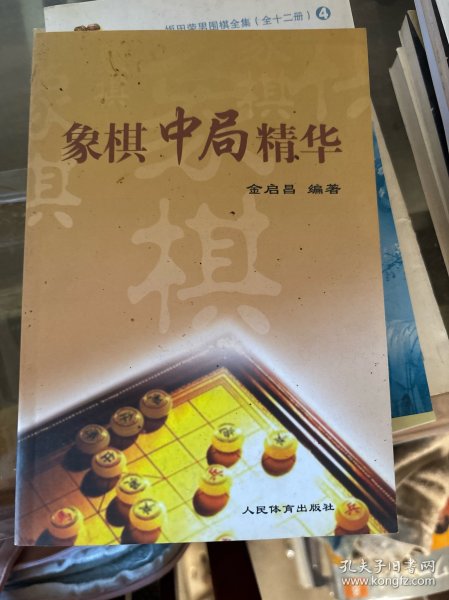 坂田荣男围棋全集（全十二册）4
象棋中局精华
金启昌 编著
棋
人民体育出版社
孔夫子旧书网
www.kongfz.com